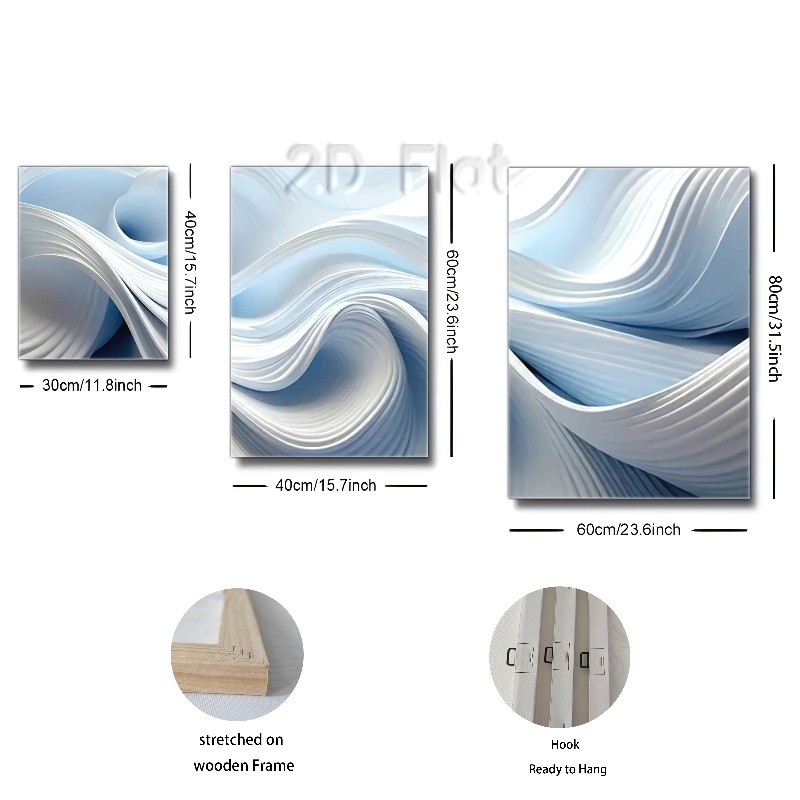 2D Flat
40cm/15.7inch
30cm/11.8inch
60cm/23.6inch
40cm/15.7inch
80cm/31.5inch
60cm/23.6inch
stretched on
wooden Frame
Hook
Ready to Hang